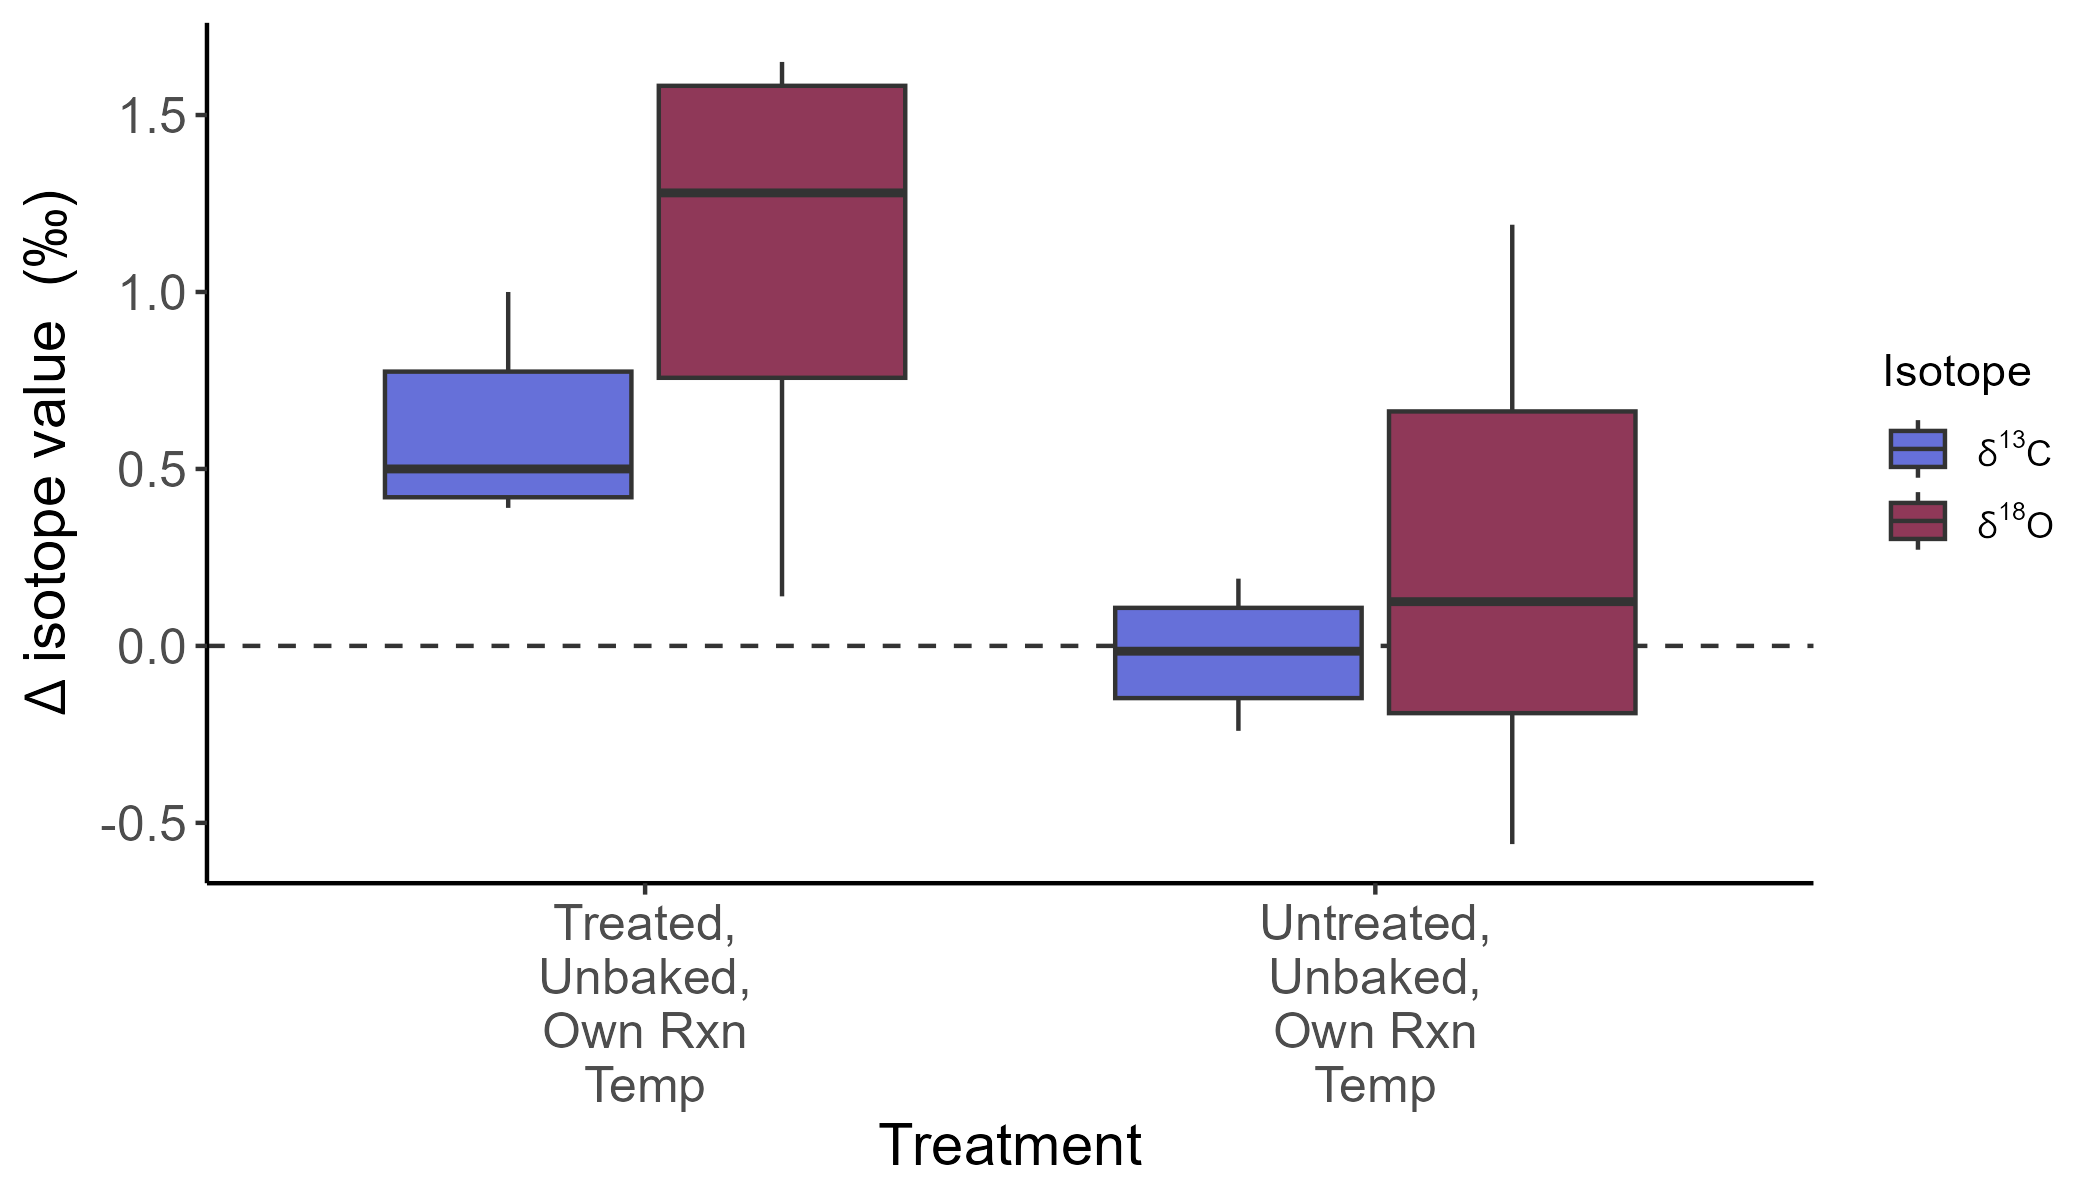 Δ isotope value (‰)
1.5
1.0
0.5
0.0
-0.5
Treated,
Unbaked,
Own Rxn
Temp
Untreated,
Unbaked,
Own Rxn
Temp
Treatment
Isotope
δ¹³C
δ¹⁸O